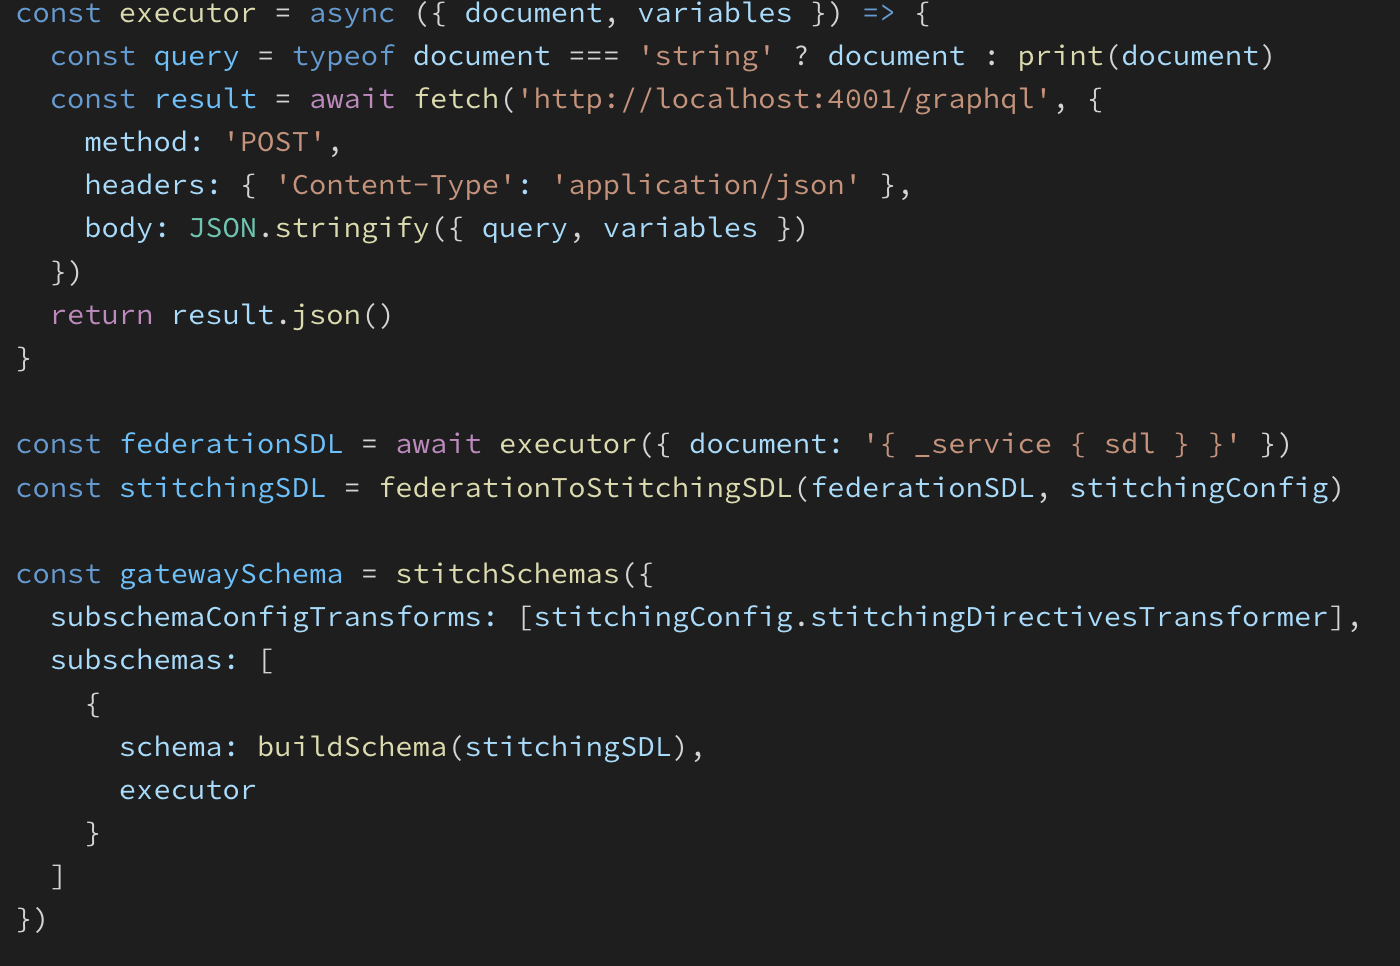 const executor = async ({ document, variables }) => {
  const query = typeof document === 'string' ? document : print(document)
  const result = await fetch('http://localhost:4001/graphql', {
    method: 'POST',
    headers: { 'Content-Type': 'application/json' },
    body: JSON.stringify({ query, variables })
  })
  return result.json()
}

const federationSDL = await executor({ document: '{ _service { sdl } }' })
const stitchingSDL = federationToStitchingSDL(federationSDL, stitchingConfig)

const gatewaySchema = stitchSchemas({
  subschemaConfigTransforms: [stitchingConfig.stitchingDirectivesTransformer],
  subschemas: [
    {
      schema: buildSchema(stitchingSDL),
      executor
    }
  ]
})